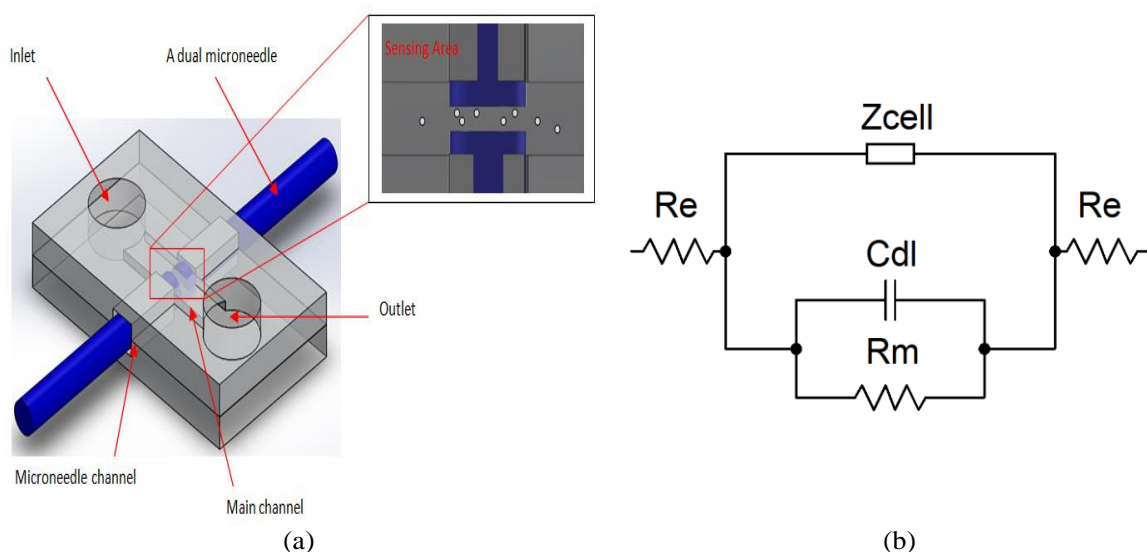 Inlet
A dual microneedle
Sensing Area
Outlet
Microneedle channel
Main channel
(a)
Zcell
Re
Re
Cdl
Rm
(b)